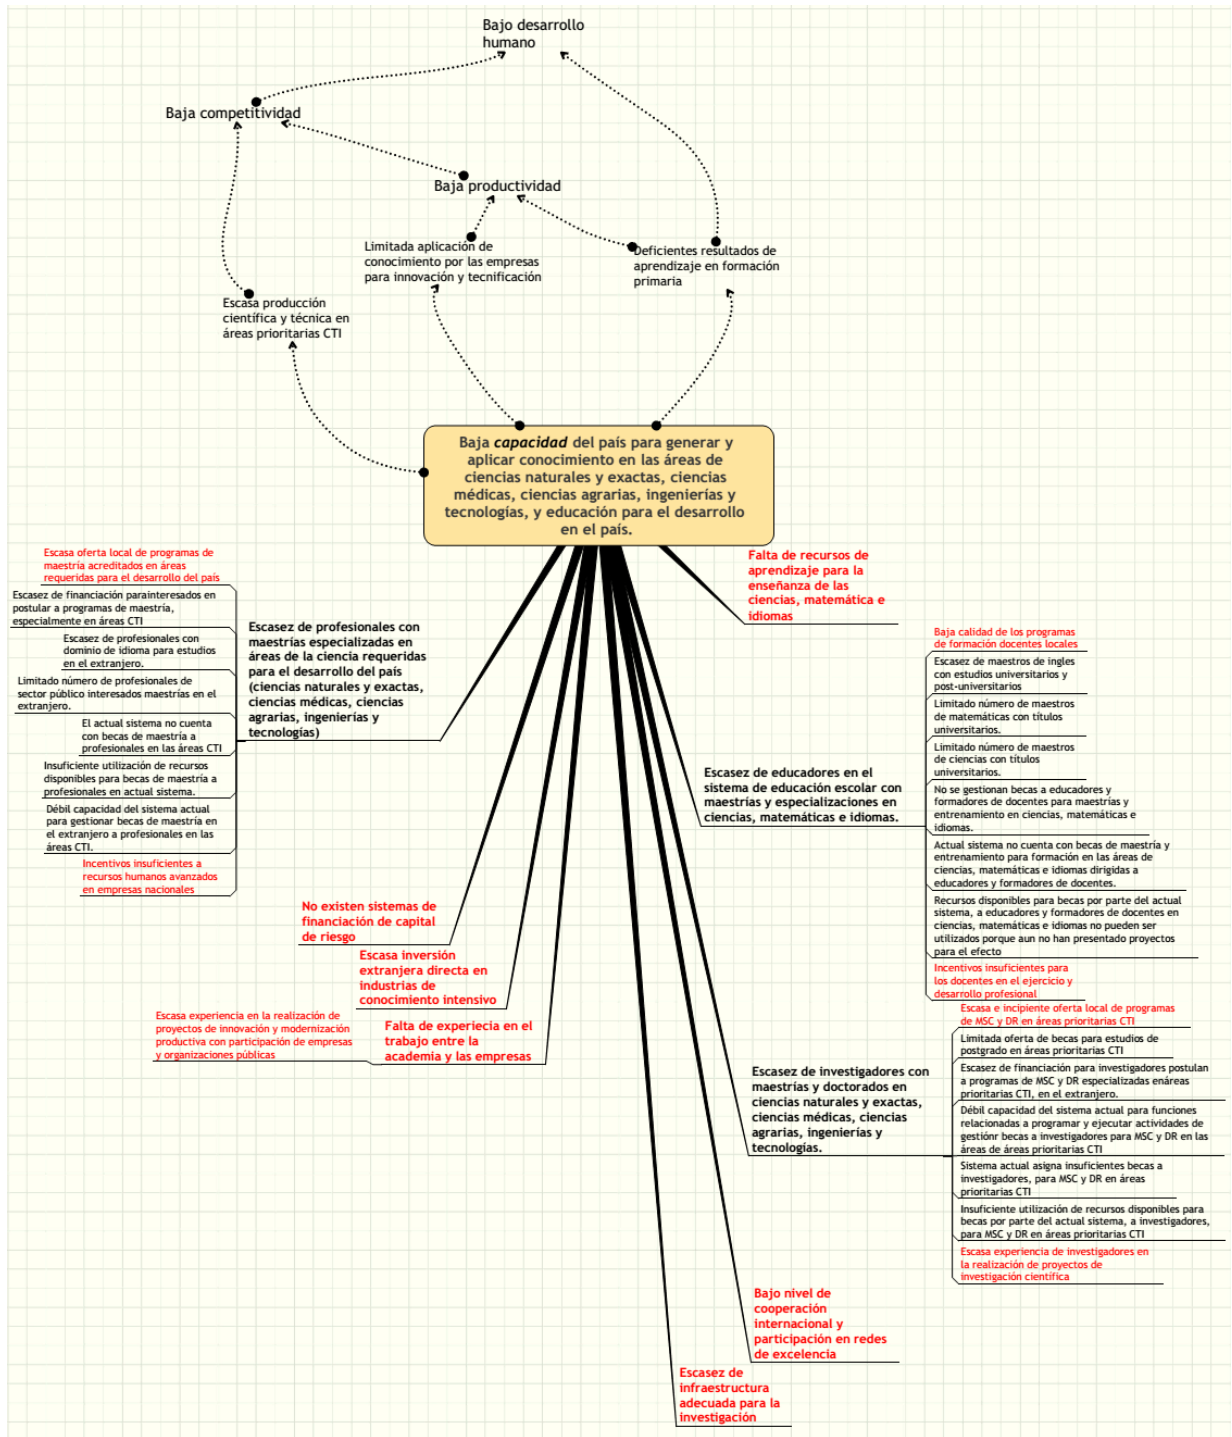 Bajo desarrollo
humano
Baja competitividad
Baja productividad
Limitada aplicación de
conocimiento por las empresas
para innovación y tecnificación
Deficientes resultados de
aprendizaje en formación
primaria
Escasa producción
científica y técnica en
áreas prioritarias CTI
Baja capacidad del país para generar y
aplicar conocimiento en las áreas de
ciencias naturales y exactas, ciencias
médicas, ciencias agrarias, ingenierías y
tecnologías, y educación para el desarrollo
en el país.
Escasa oferta local de programas de
maestría acreditados en áreas
requeridas para el desarrollo del país
Escasez de financiación parainteresados en
postular a programas de maestría,
especialmente en áreas CTI
Escasez de profesionales con
dominio de idioma para estudios
en el extranjero.
Limitado número de profesionales de
sector público interesados maestrías en el
extranjero.
El actual sistema no cuenta
con becas de maestría a
profesionales en las áreas CTI
Insuficiente utilización de recursos
disponibles para becas de maestría a
profesionales en actual sistema.
Débil capacidad del sistema actual
para gestionar becas de maestría en
el extranjero a profesionales en las
áreas CTI.
Incentivos insuficientes a
recursos humanos avanzados
en empresas nacionales
Escasez de profesionales con
maestrías especializadas en
áreas de la ciencia requeridas
para el desarrollo del país
(ciencias naturales y exactas,
ciencias médicas, ciencias
agrarias, ingenierías y
tecnologías)
No existen sistemas de
financiación de capital
de riesgo
Escasa inversión
extranjera directa en
industrias de
conocimiento intensivo
Escasa experiencia en la realización de
proyectos de innovación y modernización
productiva con participación de empresas
y organizaciones públicas
Falta de experiecia en el
trabajo entre la
academia y las empresas
Falta de recursos de
aprendizaje para la
enseñanza de las
ciencias, matemática e
idiomas
Escasez de educadores en el
sistema de educación escolar con
maestrías y especializaciones en
ciencias, matemáticas e idiomas.
Baja calidad de los programas
de formación docentes locales
Escasez de maestros de ingles
con estudios universitarios y
post-universitarios
Limitado número de maestros
de matemáticas con títulos
universitarios.
Limitado número de maestros
de ciencias con títulos
universitarios.
No se gestionan becas a educadores y
formadores de docentes para maestrías y
entrenamiento en ciencias, matemáticas e
idiomas.
Actual sistema no cuenta con becas de maestría y
entrenamiento para formación en las áreas de
ciencias, matemáticas e idiomas dirigidas a
educadores y formadores de docentes.
Recursos disponibles para becas por parte del actual
sistema, a educadores y formadores de docentes en
ciencias, matemáticas e idiomas no pueden ser
utilizados porque aun no han presentado proyectos
para el efecto
Incentivos insuficientes para
los docentes en el ejercicio y
desarrollo profesional
Escasez de investigadores con
maestrías y doctorados en
ciencias naturales y exactas,
ciencias médicas, ciencias
agrarias, ingenierías y
tecnologías.
Escasa e incipiente oferta local de programas
de MSC y DR en áreas prioritarias CTI
Limitada oferta de becas para estudios de
postgrado en áreas prioritarias CTI
Escasez de financiación para investigadores postulan
a programas de MSC y DR especializadas enáreas
prioritarias CTI, en el extranjero.
Débil capacidad del sistema actual para funciones
relacionadas a programar y ejecutar actividades de
gestiónr becas a investigadores para MSC y DR en las
áreas de áreas prioritarias CTI
Sistema actual asigna insuficientes becas a
investigadores, para MSC y DR en áreas
prioritarias CTI
Insuficiente utilización de recursos disponibles para
becas por parte del actual sistema, a investigadores,
para MSC y DR en áreas prioritarias CTI
Escasa experiencia de investigadores en
la realización de proyectos de
investigación científica
Bajo nivel de
cooperación
internacional y
participación en redes
de excelencia
Escasez de
infraestructura
adecuada para la
investigación